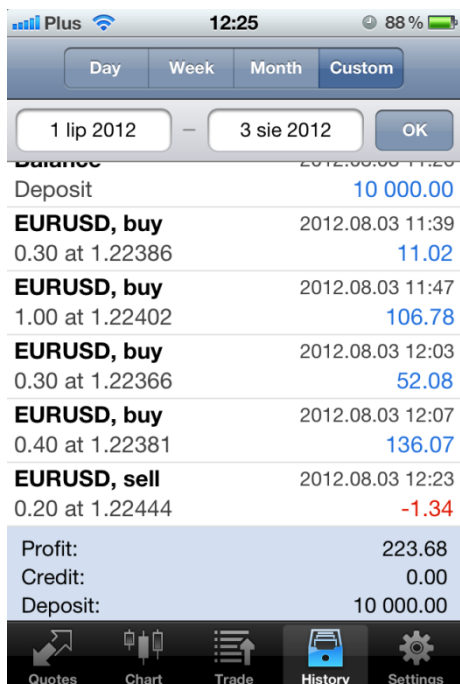 Plus 12:25 88 %
Day Week Month Custom
1 lip 2012 – 3 sie 2012 OK
Balance
Deposit 10 000.00
EURUSD, buy 2012.08.03 11:39
0.30 at 1.22386 11.02
EURUSD, buy 2012.08.03 11:47
1.00 at 1.22402 106.78
EURUSD, buy 2012.08.03 12:03
0.30 at 1.22366 52.08
EURUSD, buy 2012.08.03 12:07
0.40 at 1.22381 136.07
EURUSD, sell 2012.08.03 12:23
0.20 at 1.22444 -1.34
Profit: 223.68
Credit: 0.00
Deposit: 10 000.00
Quotes Chart Trade History Settings